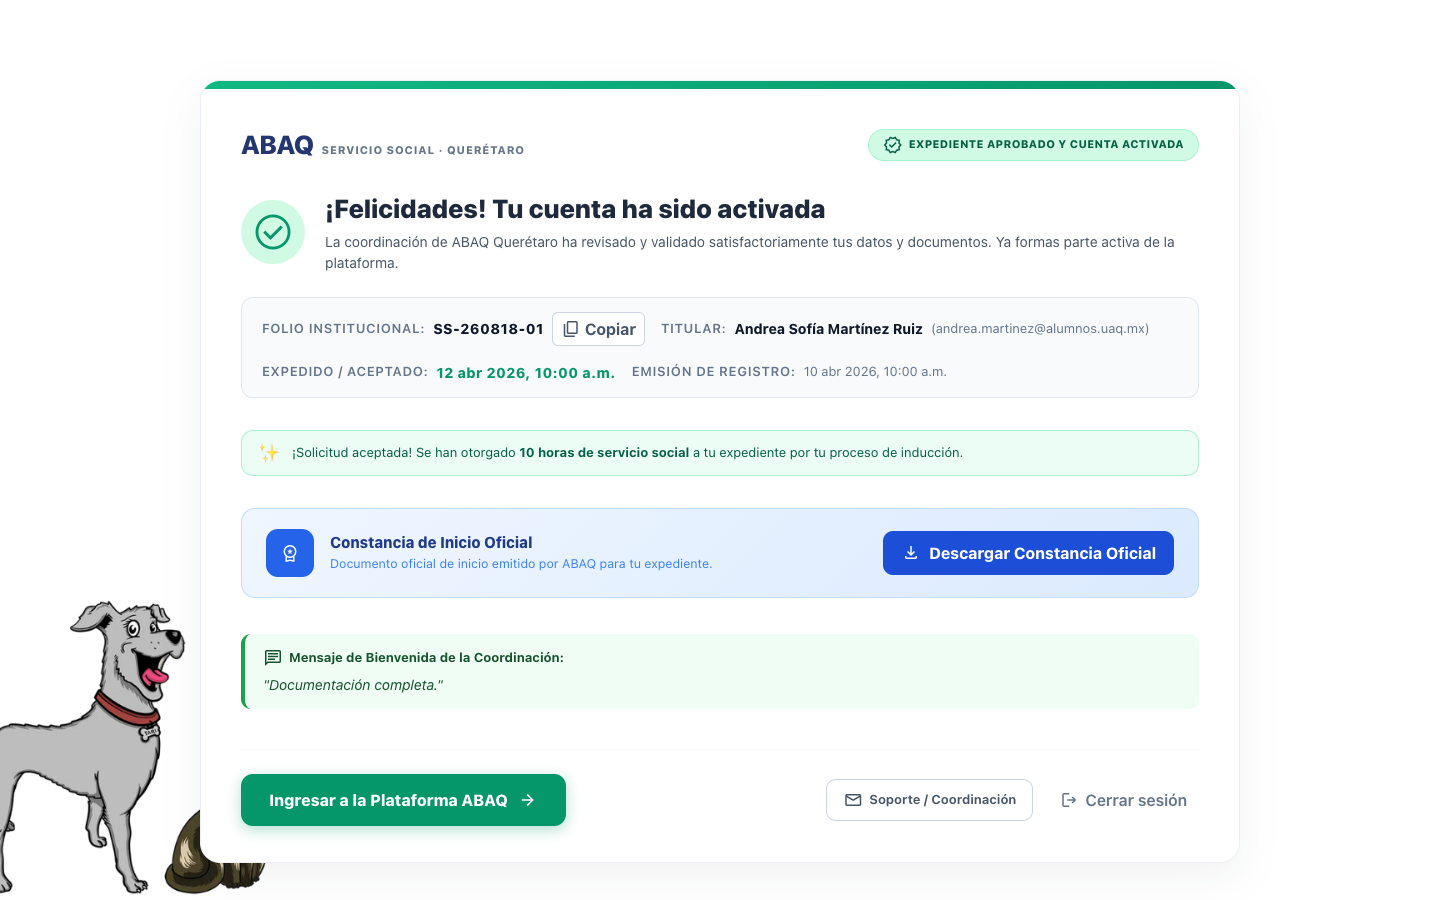 ABAQ SERVICIO SOCIAL · QUERÉTARO
EXPEDIENTE APROBADO Y CUENTA ACTIVADA
¡Felicidades! Tu cuenta ha sido activada
La coordinación de ABAQ Querétaro ha revisado y validado satisfactoriamente tus datos y documentos. Ya formas parte activa de la
plataforma.
FOLIO INSTITUCIONAL: SS-260818-01 Copiar TITULAR: Andrea Sofía Martínez Ruiz (andrea.martinez@alumnos.uaq.mx)
EXPEDIDO / ACEPTADO: 12 abr 2026, 10:00 a.m. EMISIÓN DE REGISTRO: 10 abr 2026, 10:00 a.m.
¡Solicitud aceptada! Se han otorgado 10 horas de servicio social a tu expediente por tu proceso de inducción.
Constancia de Inicio Oficial
Documento oficial de inicio emitido por ABAQ para tu expediente.
Descargar Constancia Oficial
Mensaje de Bienvenida de la Coordinación:
"Documentación completa."
Ingresar a la Plataforma ABAQ
Soporte / Coordinación
Cerrar sesión